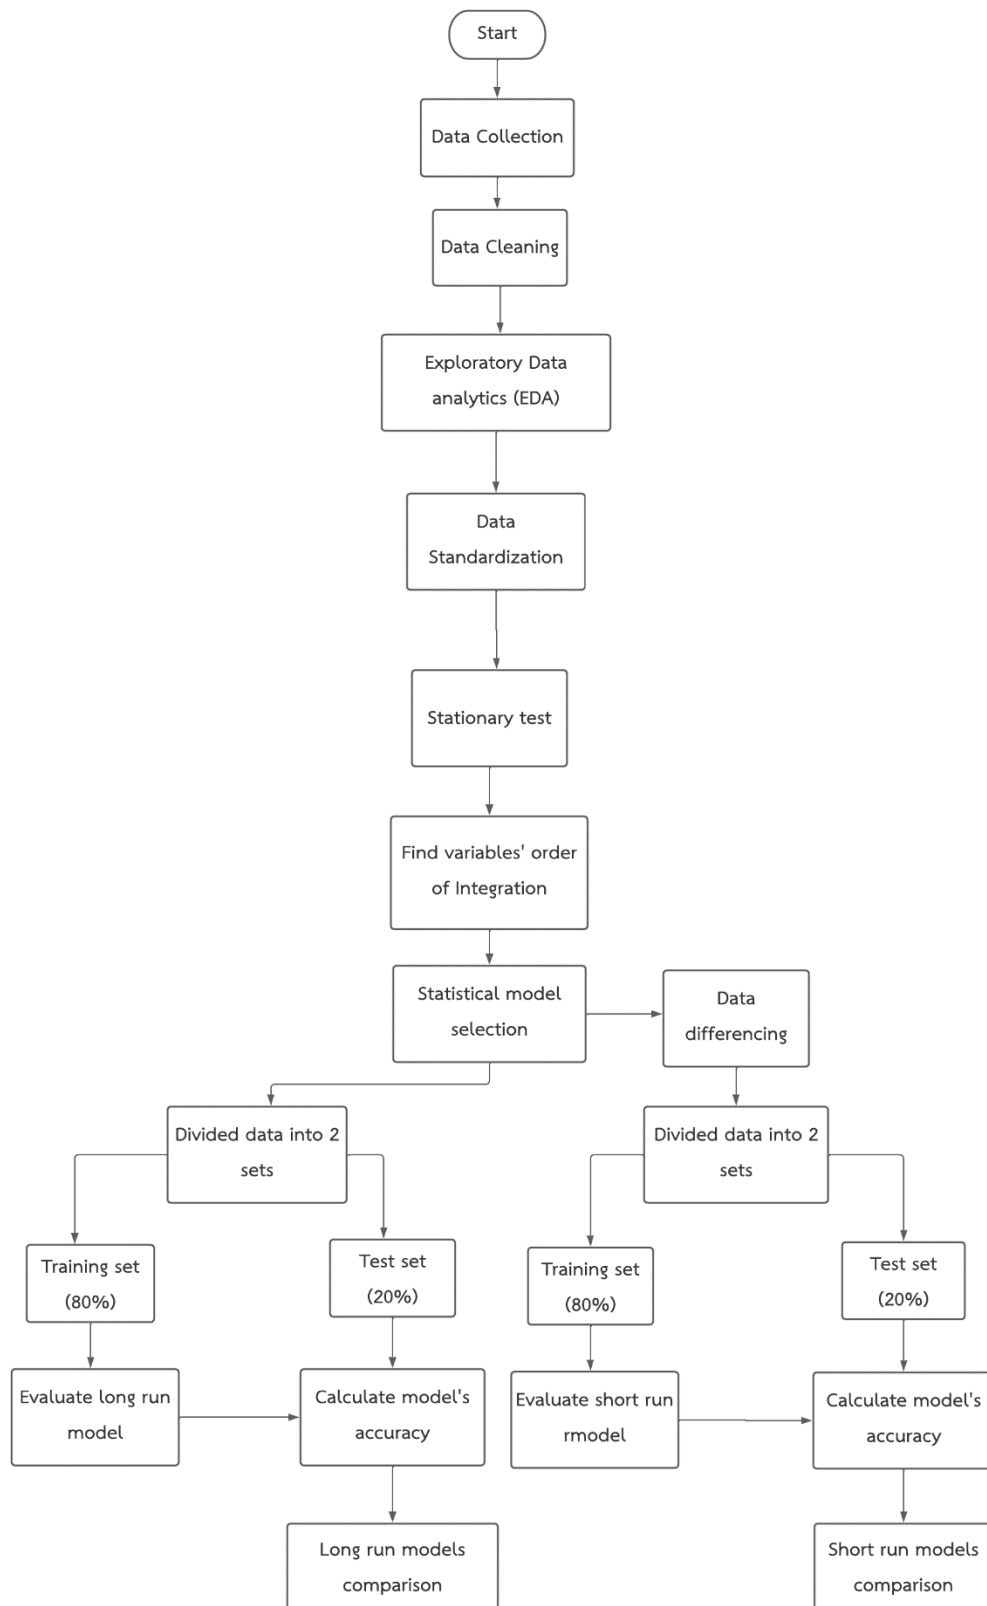 Start
Data Collection
Data Cleaning
Exploratory Data
analytics (EDA)
Data
Standardization
Stationary test
Find variables' order
of Integration
Statistical model
selection
Data
differencing
Divided data into 2
sets
Divided data into 2
sets
Training set
(80%)
Test set
(20%)
Training set
(80%)
Test set
(20%)
Evaluate long run
model
Calculate model's
accuracy
Evaluate short run
rmodel
Calculate model's
accuracy
Long run models
comparison
Short run models
comparison